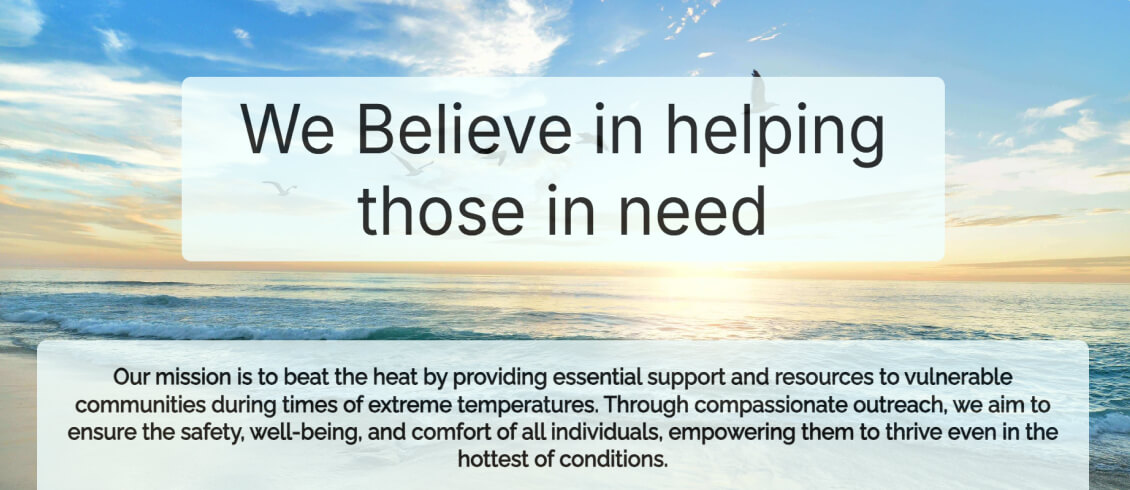 We Believe in helping
those in need
Our mission is to beat the heat by providing essential support and resources to vulnerable
communities during times of extreme temperatures. Through compassionate outreach, we aim to
ensure the safety, well-being, and comfort of all individuals, empowering them to thrive even in the
hottest of conditions.